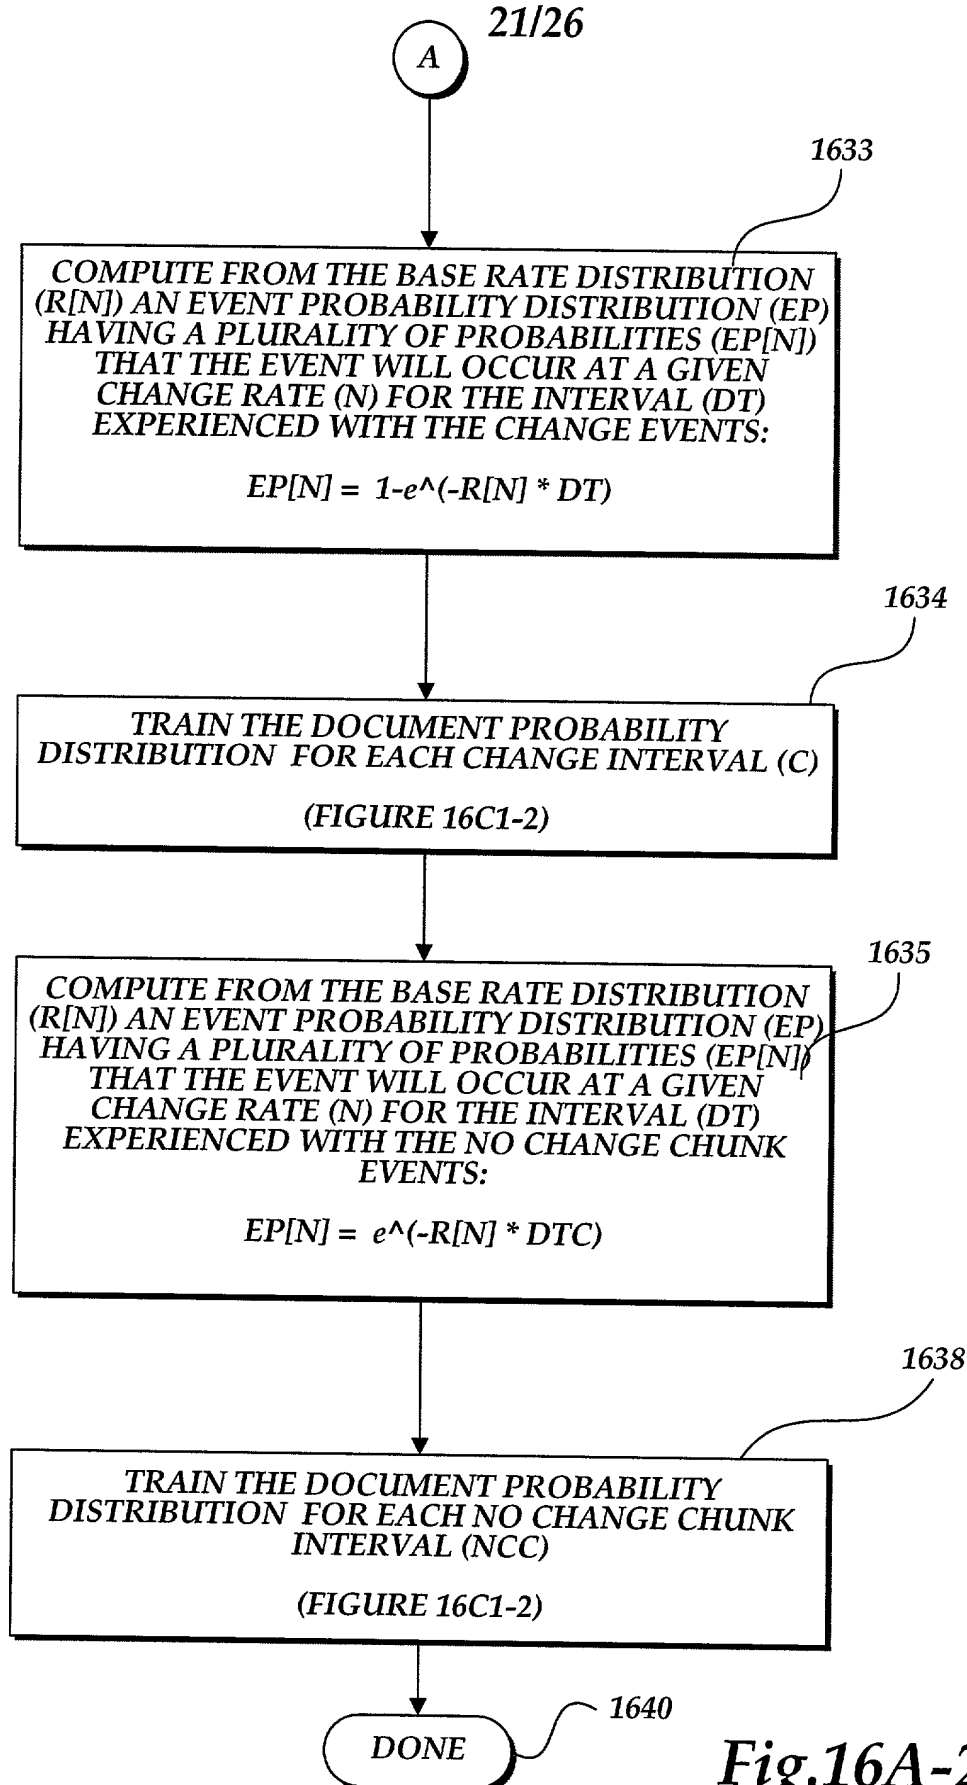 21/26
A
1633
COMPUTE FROM THE BASE RATE DISTRIBUTION
(R[N]) AN EVENT PROBABILITY DISTRIBUTION (EP)
HAVING A PLURALITY OF PROBABILITIES (EP[N])
THAT THE EVENT WILL OCCUR AT A GIVEN
CHANGE RATE (N) FOR THE INTERVAL (DT)
EXPERIENCED WITH THE CHANGE EVENTS:
EP[N] = 1-e^(-R[N] * DT)
1634
TRAIN THE DOCUMENT PROBABILITY
DISTRIBUTION FOR EACH CHANGE INTERVAL (C)
(FIGURE 16C1-2)
1635
COMPUTE FROM THE BASE RATE DISTRIBUTION
(R[N]) AN EVENT PROBABILITY DISTRIBUTION (EP)
HAVING A PLURALITY OF PROBABILITIES (EP[N])
THAT THE EVENT WILL OCCUR AT A GIVEN
CHANGE RATE (N) FOR THE INTERVAL (DT)
EXPERIENCED WITH THE NO CHANGE CHUNK
EVENTS:
EP[N] = e^(-R[N] * DTC)
1638
TRAIN THE DOCUMENT PROBABILITY
DISTRIBUTION FOR EACH NO CHANGE CHUNK
INTERVAL (NCC)
(FIGURE 16C1-2)
1640
DONE
Fig.16A-2